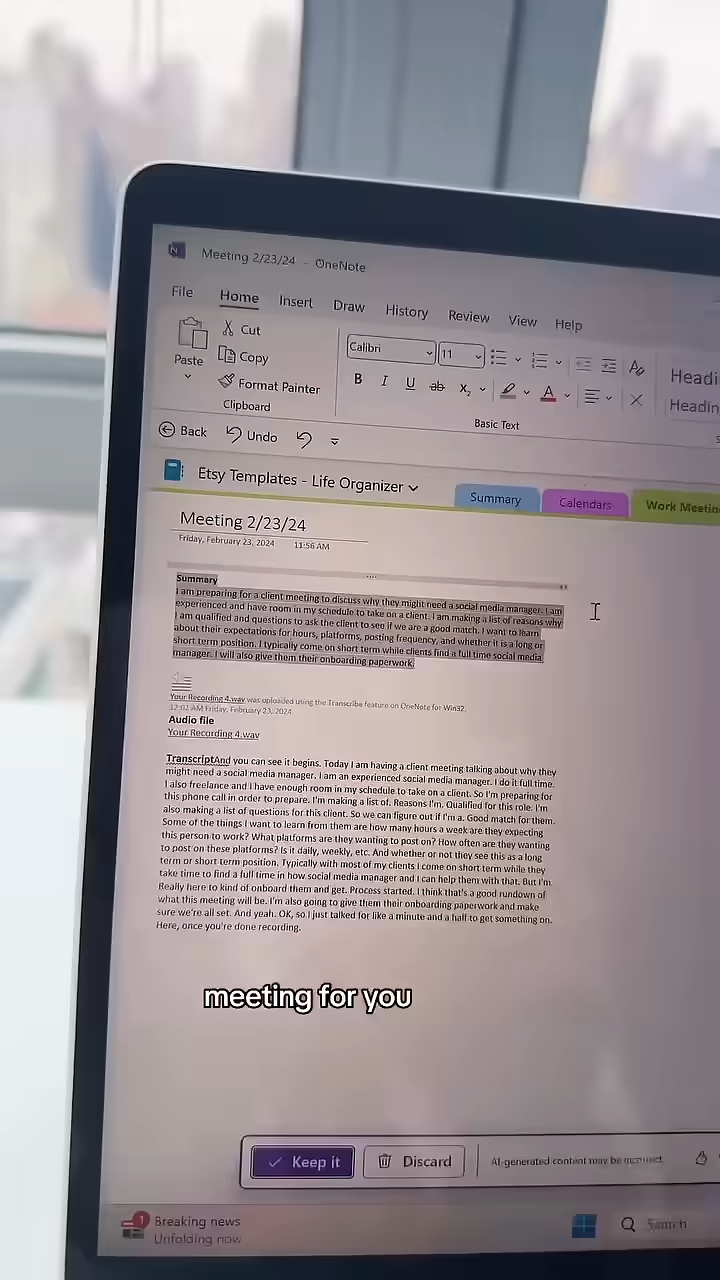 Meeting 2/23/24 - OneNote
File Home Insert Draw History Review View Help
Paste
Cut
Copy
Format Painter
Clipboard
Calibri 11
B I U ab X₂ A
Headi
Headin
Basic Text
Back Undo
Etsy Templates - Life Organizer
Summary Calendars Work Meetin
Meeting 2/23/24
Friday, February 23, 2024 11:56 AM
Summary
I am preparing for a client meeting to discuss why they might need a social media manager. I am
experienced and have room in my schedule to take on a client. I am making a list of reasons why
I am qualified and questions to ask the client to see if we are a good match. I want to learn
about their expectations for hours, platforms, posting frequency, and whether it is a long or
short term position. I typically come on short term while clients find a full time social media
manager. I will also give them their onboarding paperwork.
Your Recording 4.wav was uploaded using the Transcribe feature on OneNote for Win32.
12:02 AM Friday, February 23, 2024
Audio file
Your Recording 4.wav
TranscriptAnd you can see it begins. Today I am having a client meeting talking about why they
might need a social media manager. I am an experienced social media manager. I do it full time.
I also freelance and I have enough room in my schedule to take on a client. So I'm preparing for
this phone call in order to prepare. I'm making a list of. Reasons I'm. Qualified for this role. I'm
also making a list of questions for this client. So we can figure out if I'm a. Good match for them.
Some of the things I want to learn from them are how many hours a week are they expecting
this person to work? What platforms are they wanting to post on? How often are they wanting
to post on these platforms? Is it daily, weekly, etc. And whether or not they see this as a long
term or short term position. Typically with most of my clients I come on short term while they
take time to find a full time in how social media manager and I can help them with that. But I'm
Really here to kind of onboard them and get. Process started. I think that's a good rundown of
what this meeting will be. I'm also going to give them their onboarding paperwork and make
sure we're all set. And yeah. OK, so I just talked for like a minute and a half to get something on.
Here, once you're done recording.
meeting for you
Keep it Discard AI-generated content may be incorrect.
1
Breaking news
Unfolding now
Search